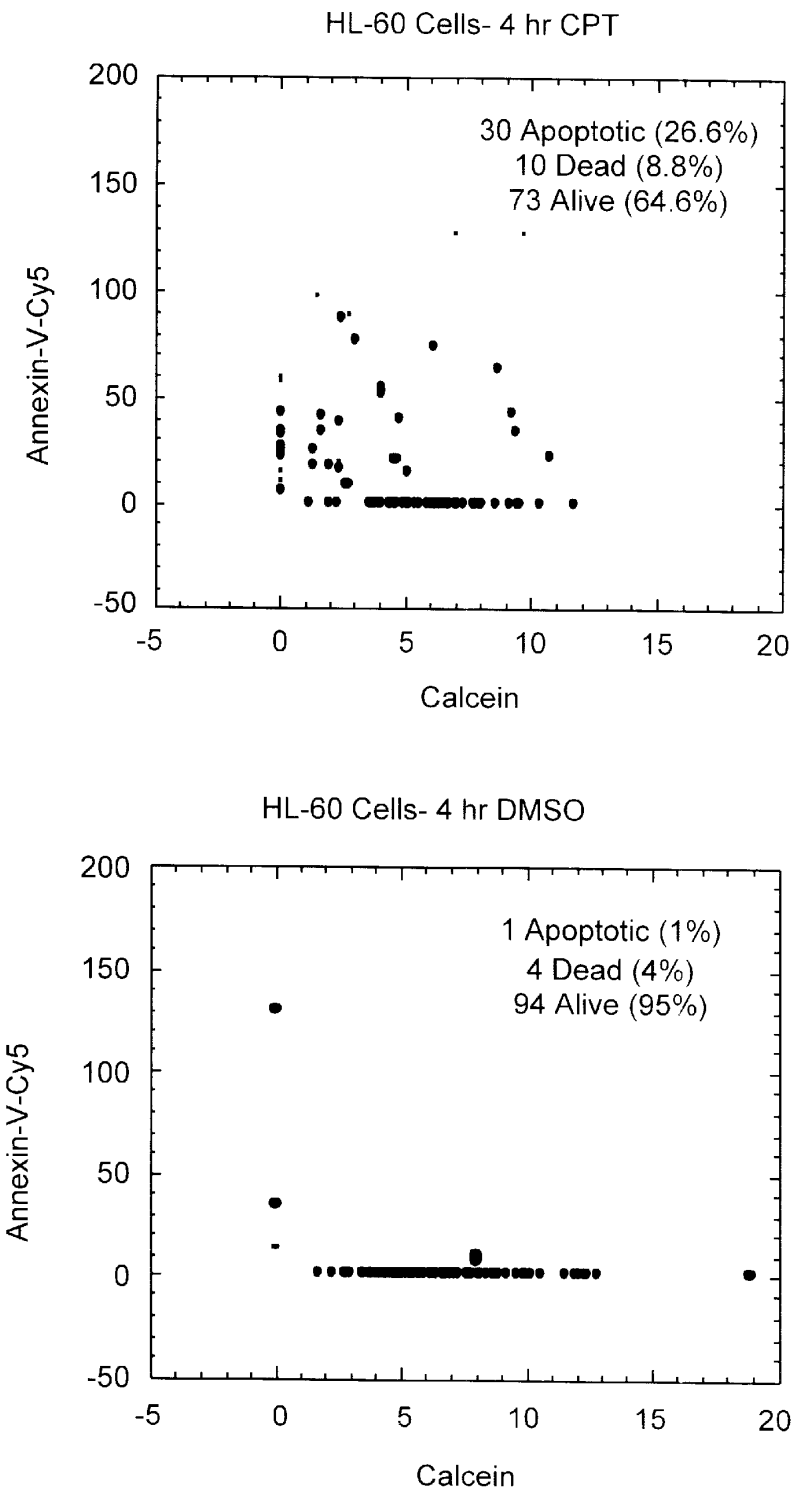 HL-60 Cells- 4 hr CPT
200
150
100
50
0
-50
-5 0 5 10 15 20
Annexin-V-Cy5
Calcein
30 Apoptotic (26.6%)
10 Dead (8.8%)
73 Alive (64.6%)
HL-60 Cells- 4 hr DMSO
200
150
100
50
0
-50
-5 0 5 10 15 20
Annexin-V-Cy5
Calcein
1 Apoptotic (1%)
4 Dead (4%)
94 Alive (95%)